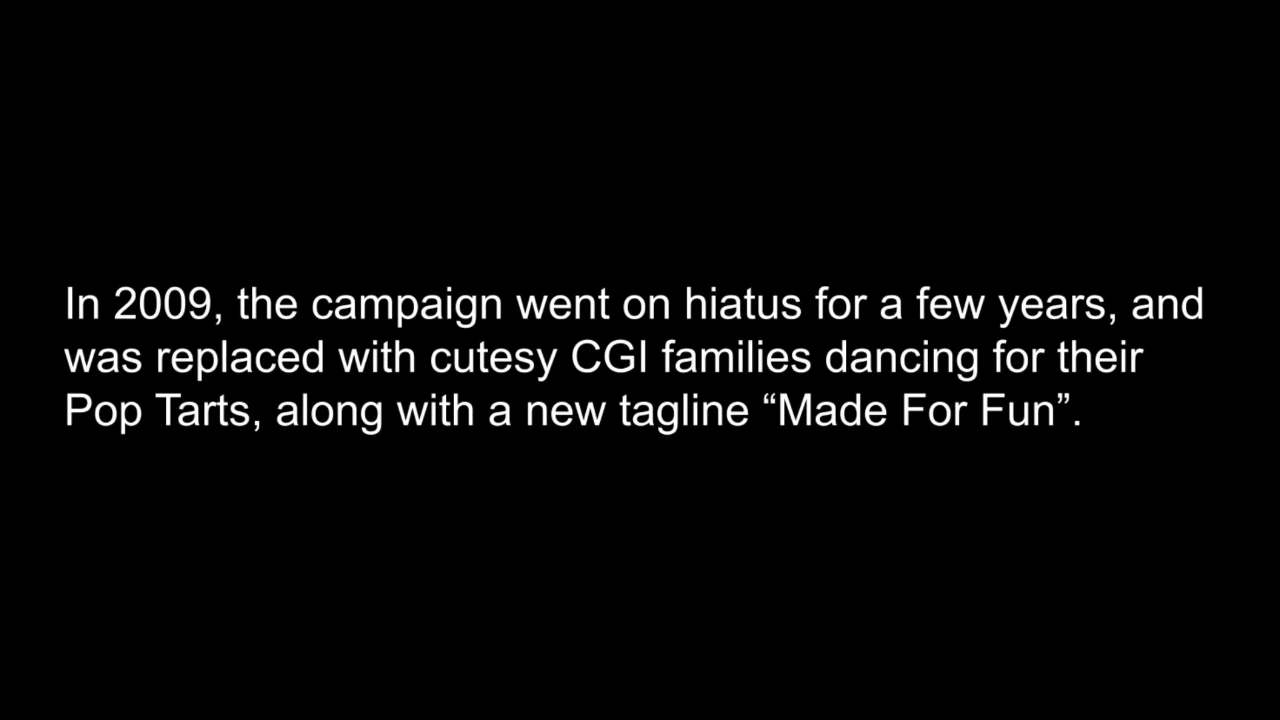 In 2009, the campaign went on hiatus for a few years, and
was replaced with cutesy CGI families dancing for their
Pop Tarts, along with a new tagline “Made For Fun”.